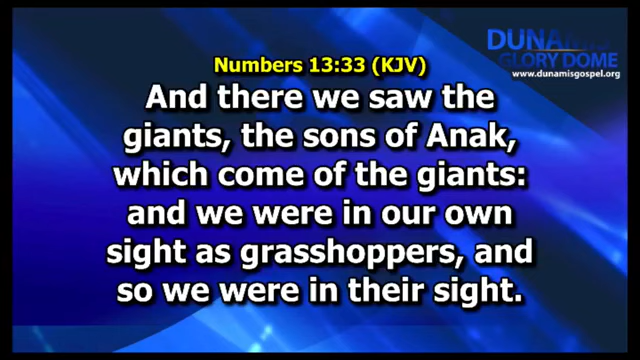 DUNAMIS
GLORY DOME
www.dunamisgospel.org
Numbers 13:33 (KJV)
And there we saw the
giants, the sons of Anak,
which come of the giants:
and we were in our own
sight as grasshoppers, and
so we were in their sight.